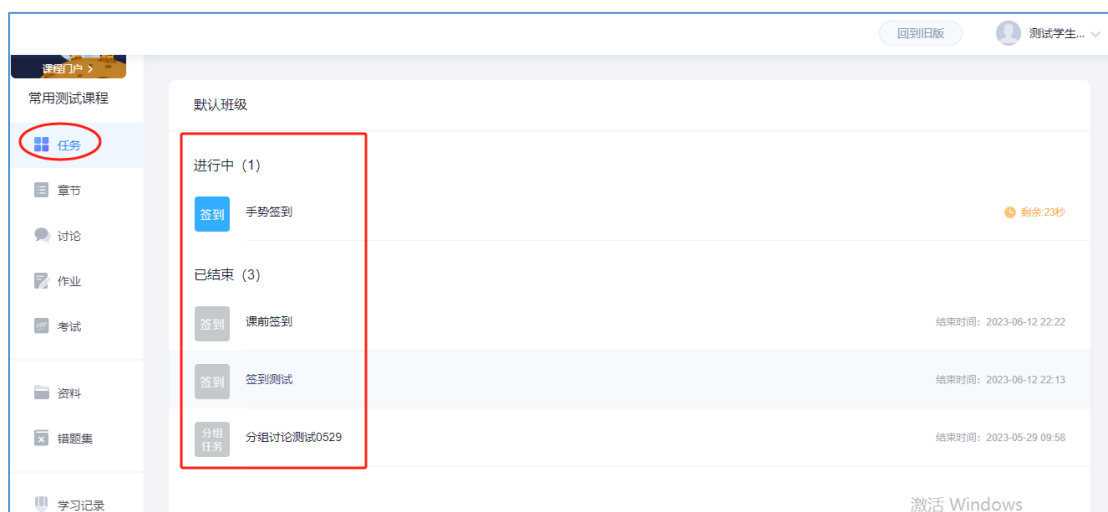 回到旧版
测试学生...
课程门户 >
常用测试课程
默认班级
任务
进行中 (1)
章节
签到 手势签到 剩余:23秒
讨论
已结束 (3)
作业
签到 课前签到 结束时间: 2023-06-12 22:22
考试
签到 签到测试 结束时间: 2023-06-12 22:13
资料
分组
任务
分组讨论测试0529 结束时间: 2023-05-29 09:58
错题集
学习记录
激活 Windows